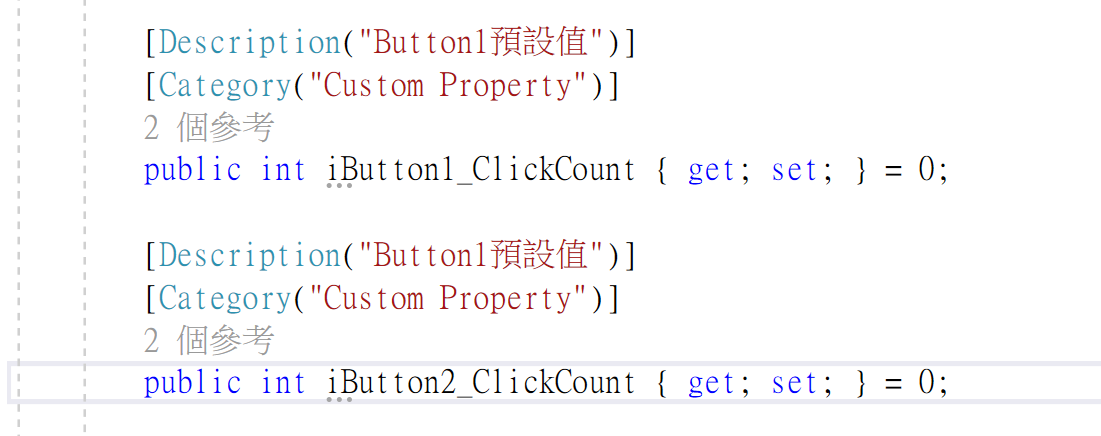 [Description("Button1預設值")]
[Category("Custom Property")]
2 個參考
public int iButton1_ClickCount { get; set; } = 0;
[Description("Button1預設值")]
[Category("Custom Property")]
2 個參考
public int iButton2_ClickCount { get; set; } = 0;